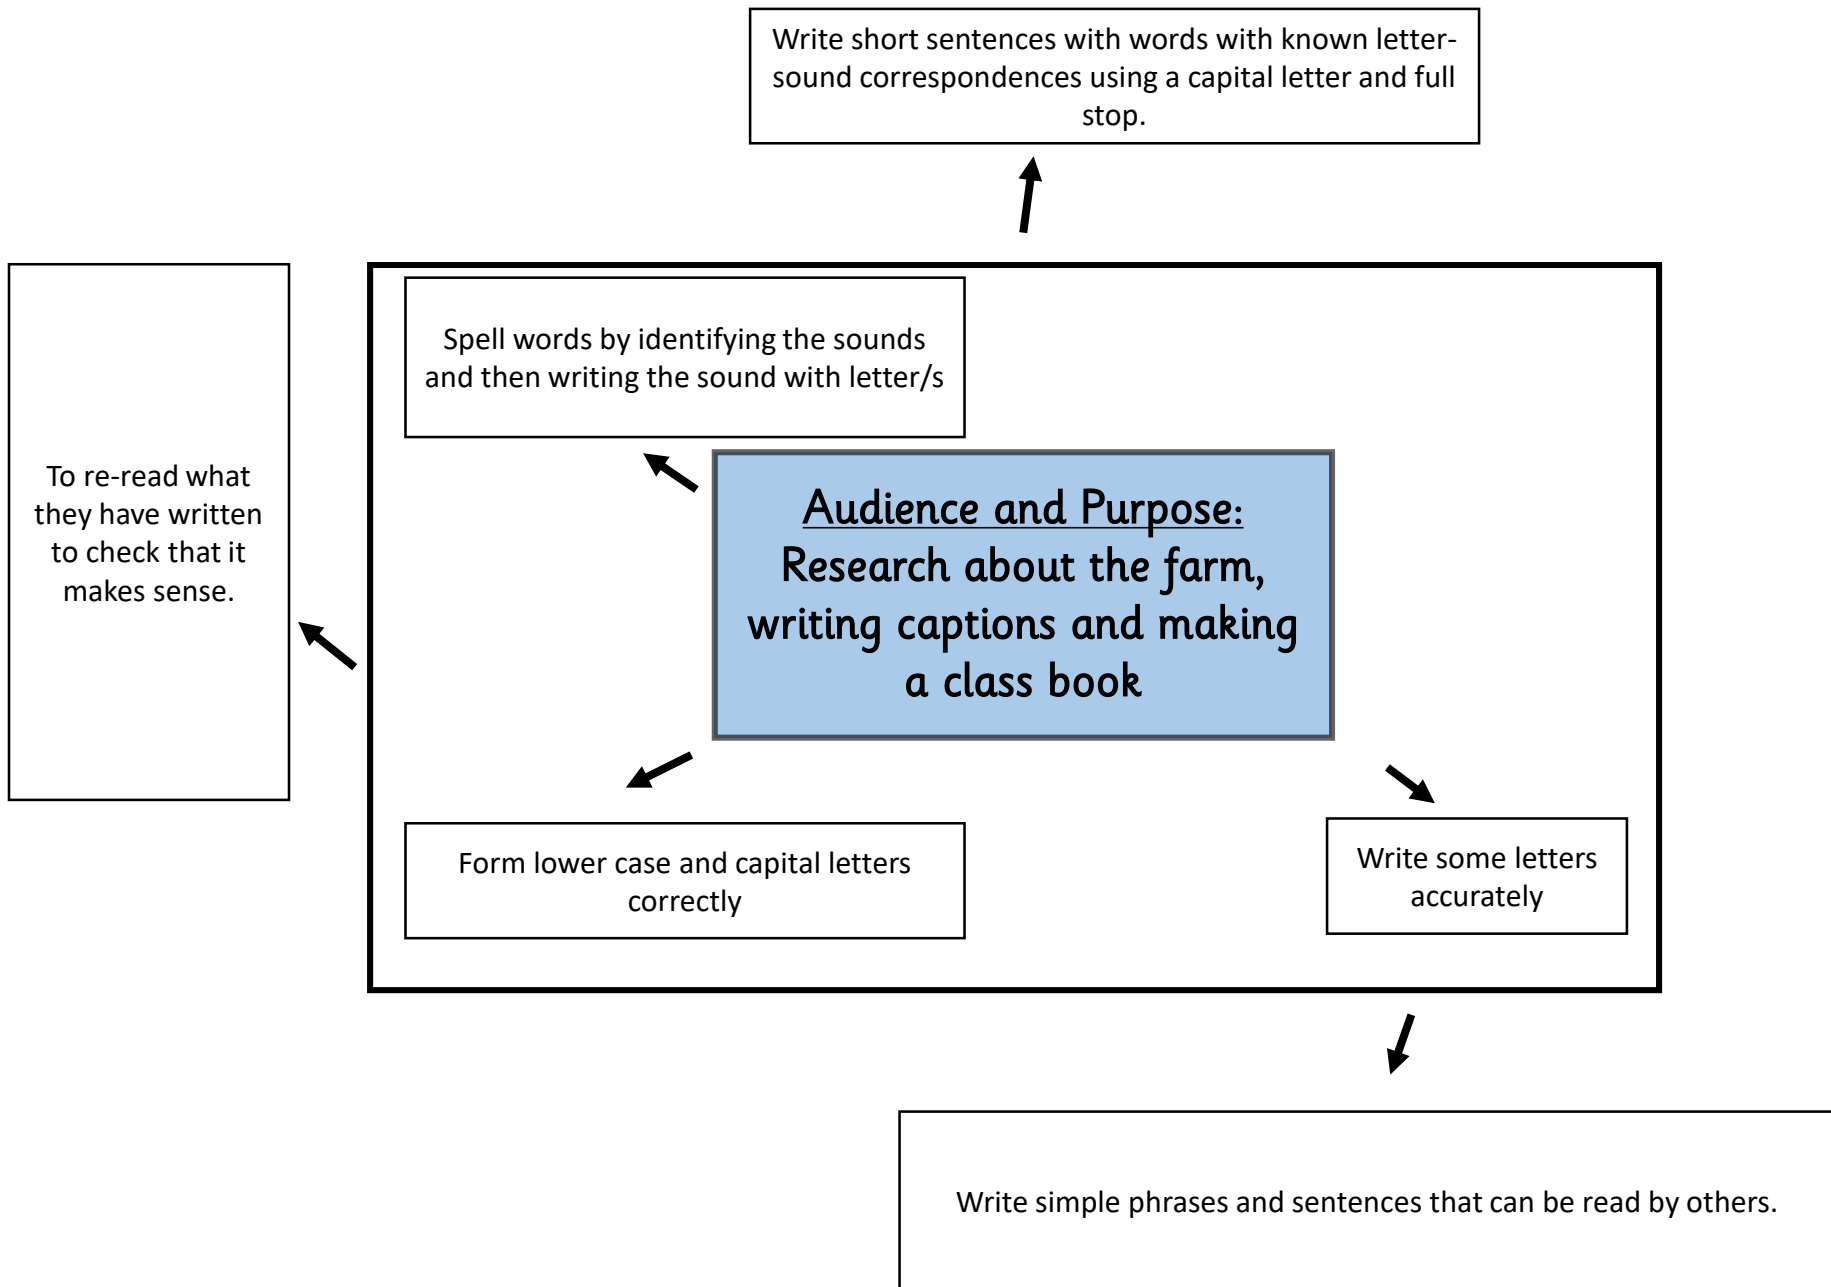 Write short sentences with words with known letter-
sound correspondences using a capital letter and full
stop.
Spell words by identifying the sounds
and then writing the sound with letter/s
To re-read what
they have written
to check that it
makes sense.
Audience and Purpose:
Research about the farm,
writing captions and making
a class book
Form lower case and capital letters
correctly
Write some letters
accurately
Write simple phrases and sentences that can be read by others.